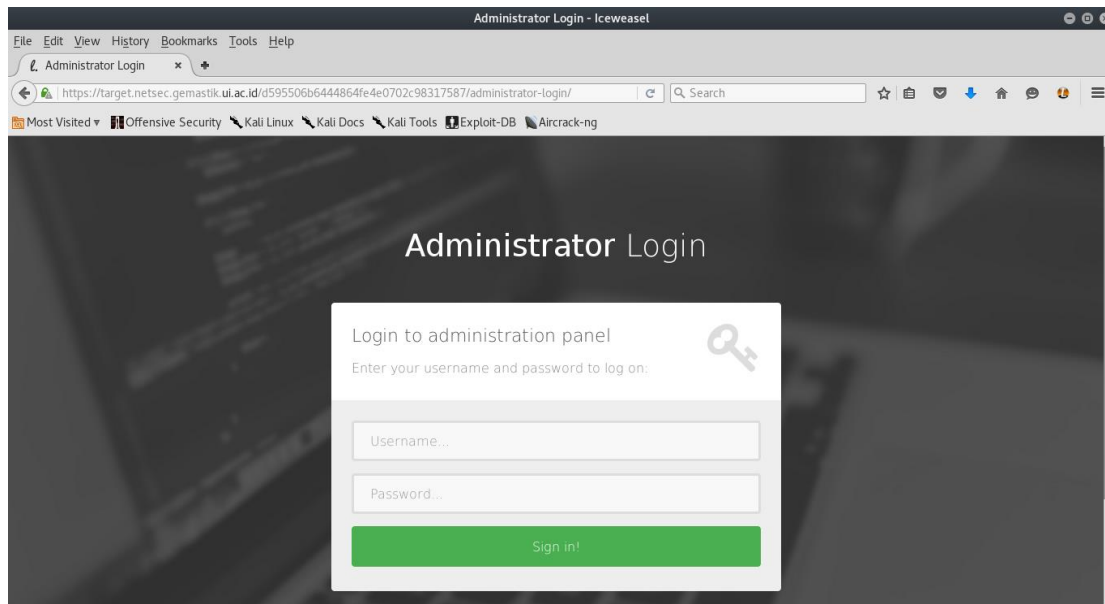 Administrator Login - Iceweasel
File Edit View History Bookmarks Tools Help
Administrator Login
https://target.netsec.gemastik.ui.ac.id/d595506b6444864fe4e0702c98317587/administrator-login/
Search
Most Visited Offensive Security Kali Linux Kali Docs Kali Tools Exploit-DB Aircrack-ng
Administrator Login
Login to administration panel
Enter your username and password to log on:
Username...
Password...
Sign in!